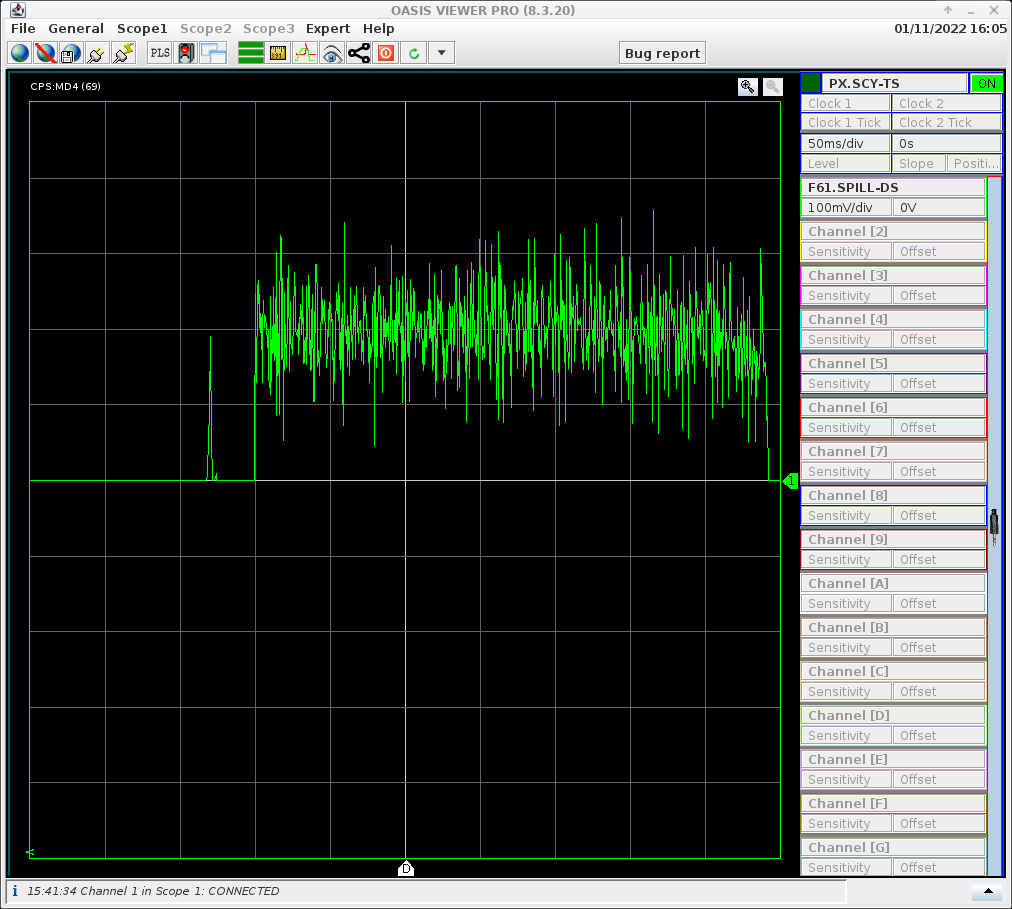 OASIS VIEWER PRO (8.3.20)
File General Scope1 Scope2 Scope3 Expert Help 01/11/2022 16:05
PLS Bug report
CPS:MD4 (69)
PX.SCY-TS ON
Clock 1 Clock 2
Clock 1 Tick Clock 2 Tick
50ms/div 0s
Level Slope Positi...
F61.SPILL-DS
100mV/div 0V
Channel [2]
Sensitivity Offset
Channel [3]
Sensitivity Offset
Channel [4]
Sensitivity Offset
Channel [5]
Sensitivity Offset
Channel [6]
Sensitivity Offset
Channel [7]
Sensitivity Offset
1
Channel [8]
Sensitivity Offset
Channel [9]
Sensitivity Offset
Channel [A]
Sensitivity Offset
Channel [B]
Sensitivity Offset
Channel [C]
Sensitivity Offset
Channel [D]
Sensitivity Offset
Channel [E]
Sensitivity Offset
Channel [F]
Sensitivity Offset
Channel [G]
Sensitivity Offset
D
15:41:34 Channel 1 in Scope 1: CONNECTED